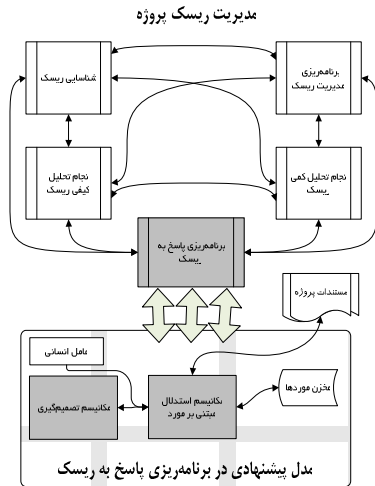 مدیریت ریسک پروژه
شناسایی ریسک
برنامه‌ریزی
مدیریت ریسک
نجام تحلیل
کیفی ریسک
نجام تحلیل کمی
ریسک
برنامه‌ریزی پاسخ به
ریسک
مستندات پروژه
عامل انسانی
مکانیسم تصمیم‌گیری
مکانیسم استدلال
مبتنی بر مورد
مخزن موردها
مدل پیشنهادی در برنامه‌ریزی پاسخ به ریسک